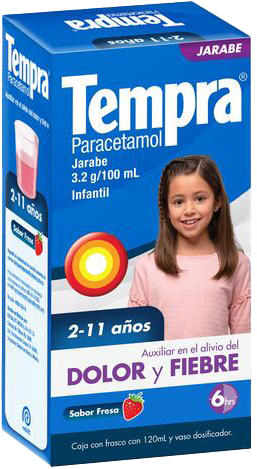 JARABE
Tempra®
Paracetamol
Jarabe
3.2 g/100 mL
Infantil
2-11 años
Auxiliar en el alivio del
DOLOR y FIEBRE
Sabor Fresa
6 hrs
Caja con frasco con 120mL y vaso dosificador.
Tempra
Paracetamol
2-11 años
Sabor Fresa